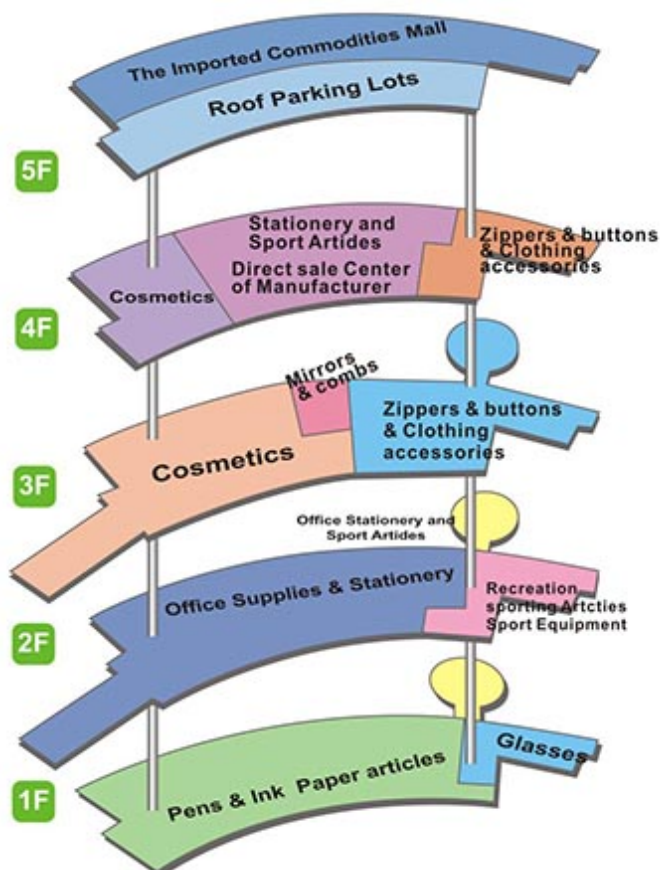 The Imported Commodities Mall
Roof Parking Lots
5F
Stationery and
Sport Artides
Direct sale Center
of Manufacturer
Zippers & buttons
& Clothing
accessories
Cosmetics
4F
Mirrors
& combs
Zippers & buttons
& Clothing
accessories
Cosmetics
3F
Office Stationery and
Sport Artides
Office Supplies & Stationery
Recreation
sporting Artcties
Sport Equipment
2F
Glasses
Pens & Ink Paper articles
1F